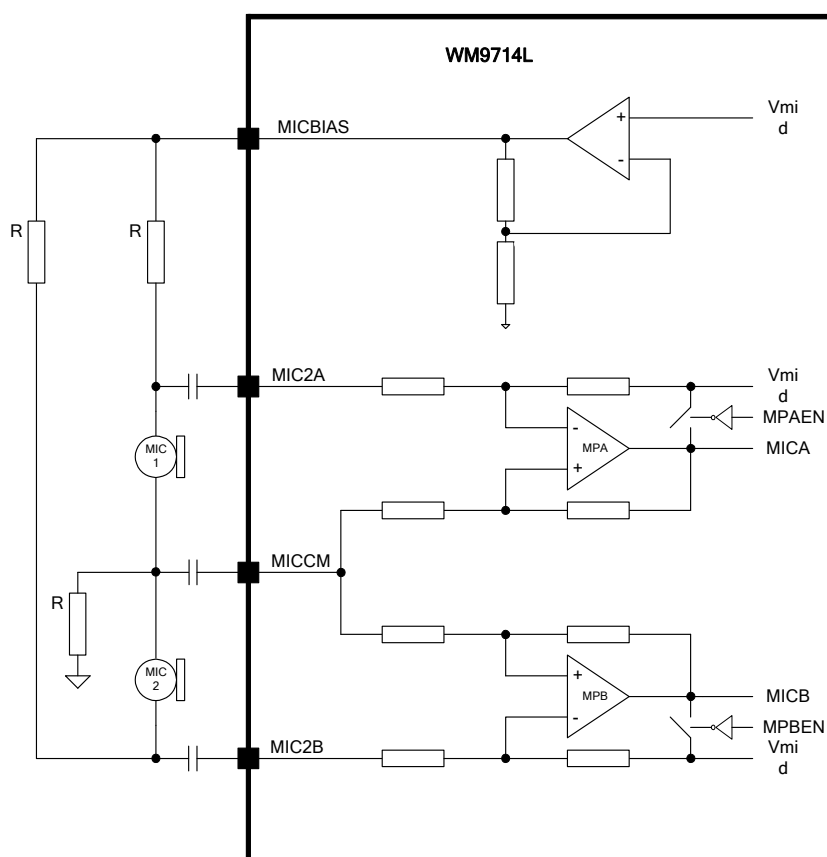 WM9714L
MICBIAS
Vmi
d
+
-
R
R
MIC2A
Vmi
d
MPAEN
-
MPA
+
MICA
MIC
1
MICCM
R
MIC
2
+
MPB
-
MICB
MPBEN
MIC2B
Vmi
d